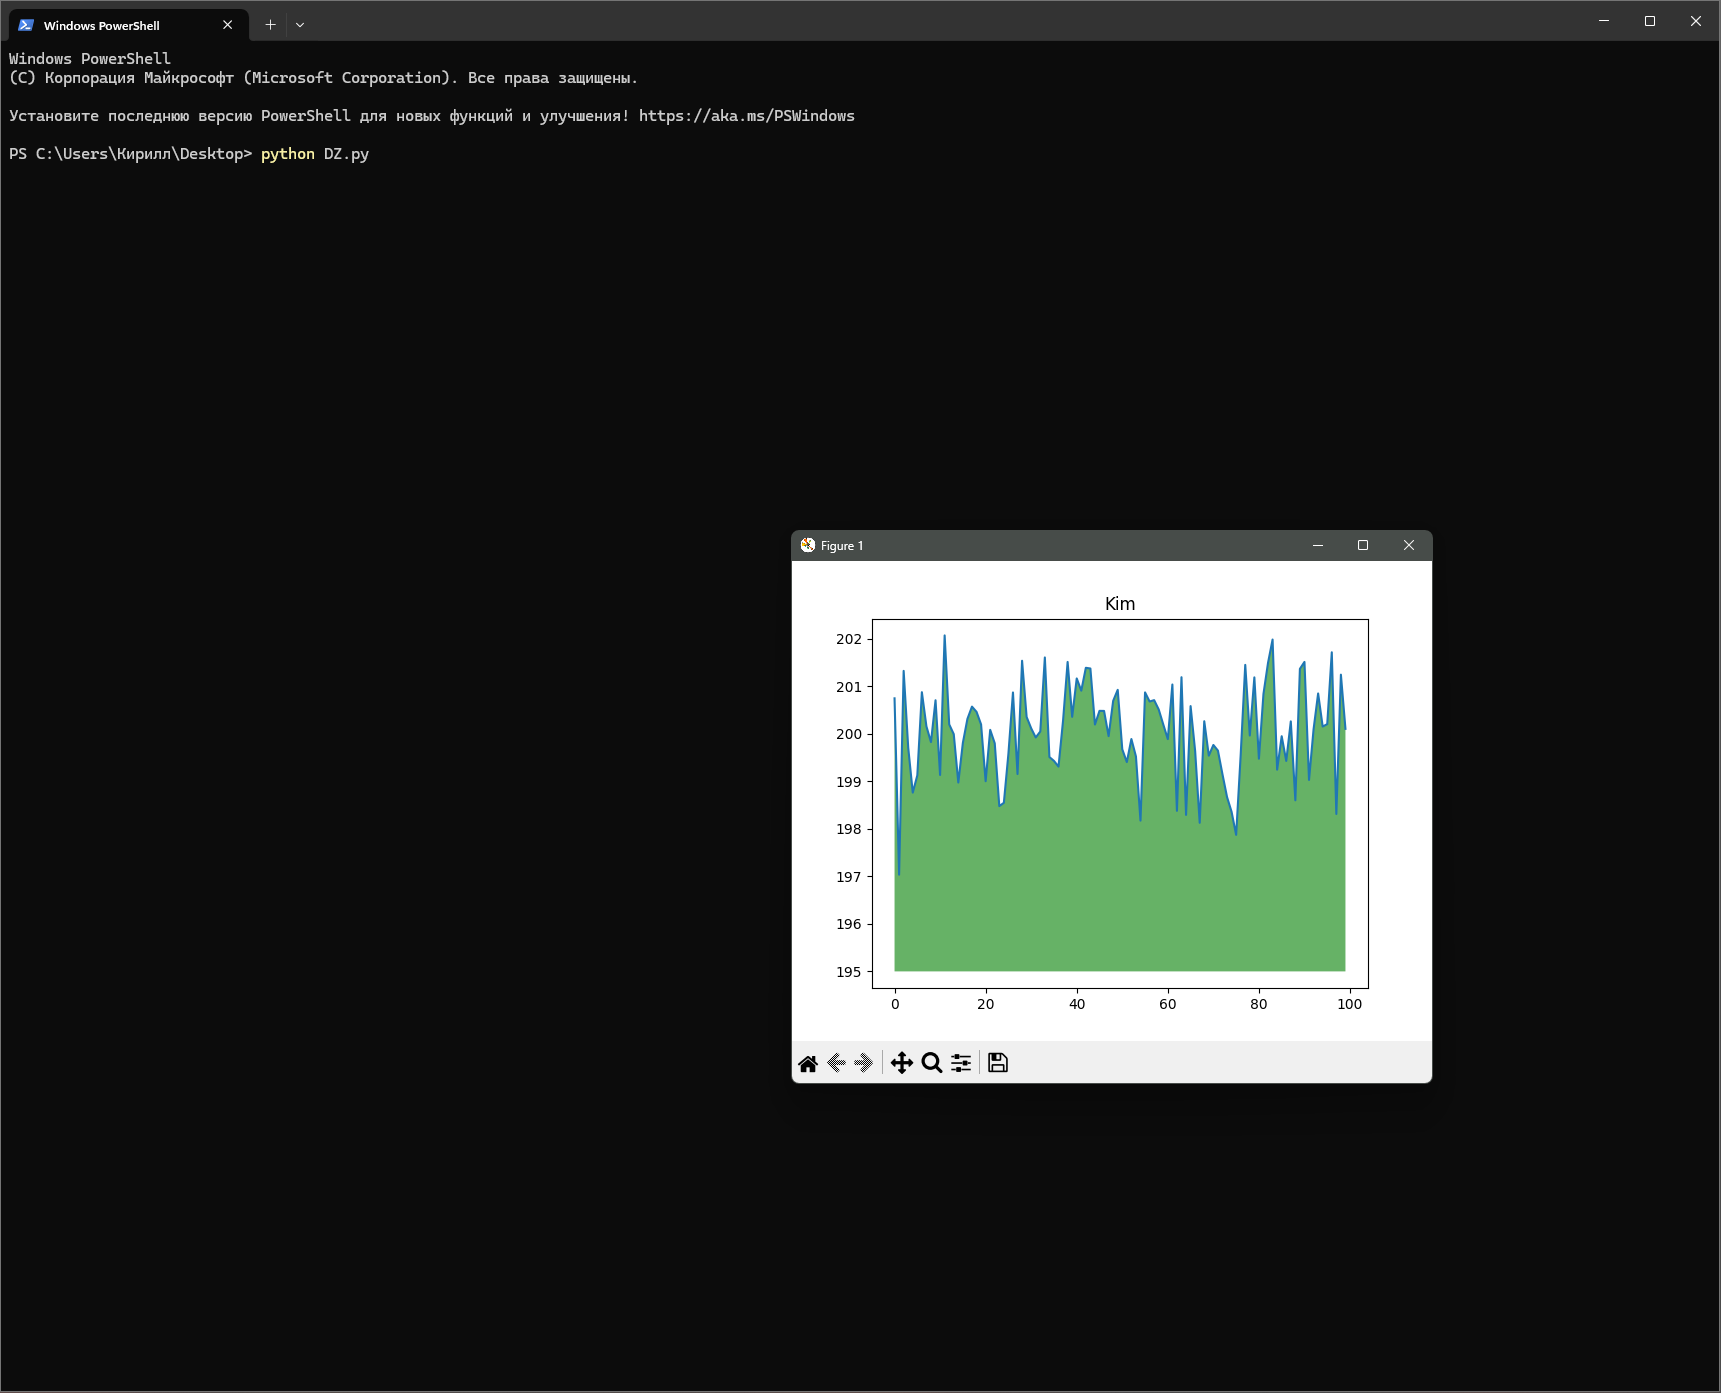 Windows PowerShell
Windows PowerShell
(C) Корпорация Майкрософт (Microsoft Corporation). Все права защищены.
Установите последнюю версию PowerShell для новых функций и улучшения! https://aka.ms/PSWindows
PS C:\Users\Кирилл\Desktop> python DZ.py
Figure 1
Kim
202
201
200
199
198
197
196
195
0 20 40 60 80 100